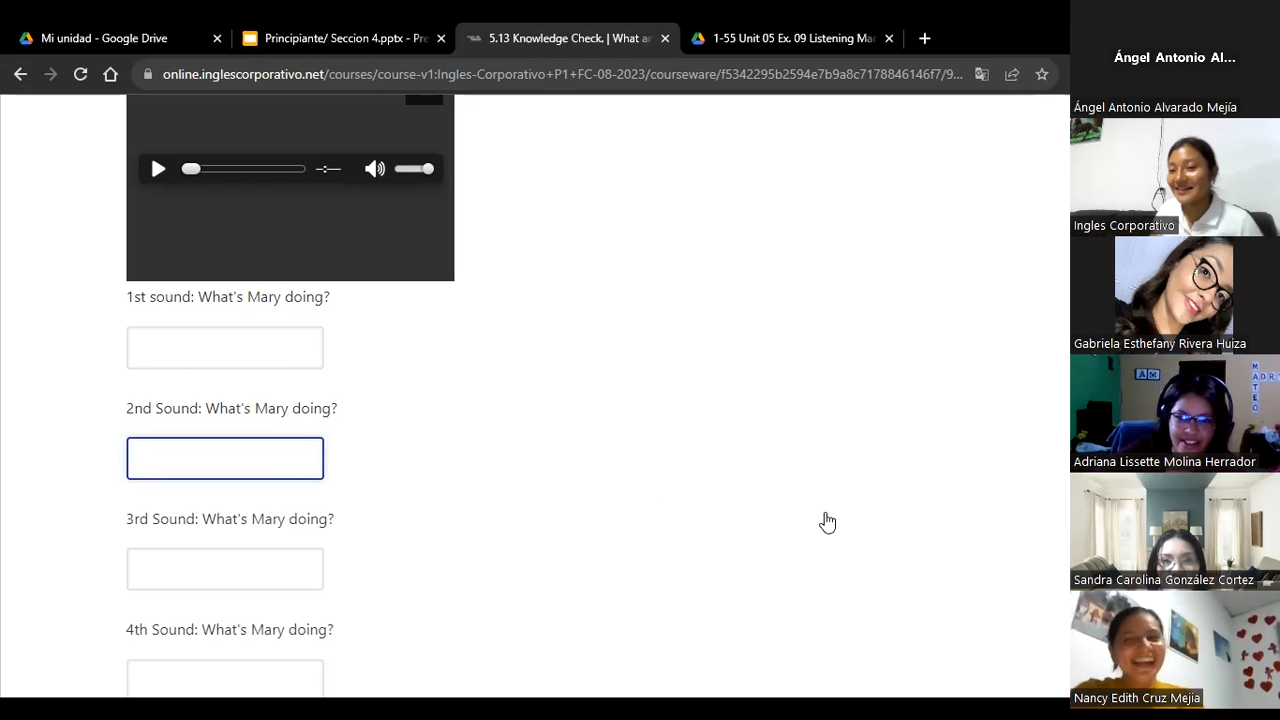 Mi unidad - Google Drive
Principiante/ Seccion 4.pptx - Pre
5.13 Knowledge Check. | What ar
1-55 Unit 05 Ex. 09 Listening Mar
online.inglescorporativo.net/courses/course-v1:Ingles-Corporativo+P1+FC-08-2023/courseware/f5342295b2594e7b9a8c7178846146f7/9...
1st sound: What's Mary doing?
2nd Sound: What's Mary doing?
3rd Sound: What's Mary doing?
4th Sound: What's Mary doing?
Ángel Antonio Al...
Ángel Antonio Alvarado Mejía
Ingles Corporativo
Gabriela Esthefany Rivera Huiza
Adriana Lissette Molina Herrador
Sandra Carolina González Cortez
Nancy Edith Cruz Mejia